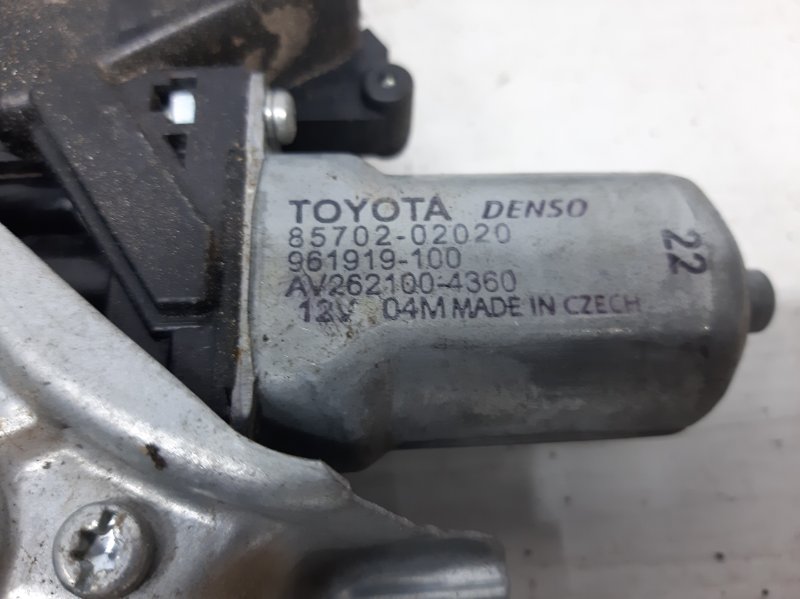 TOYOTA DENSO
85702-02020
961919-100
AV262100-4360
12V 04M MADE IN CZECH
22